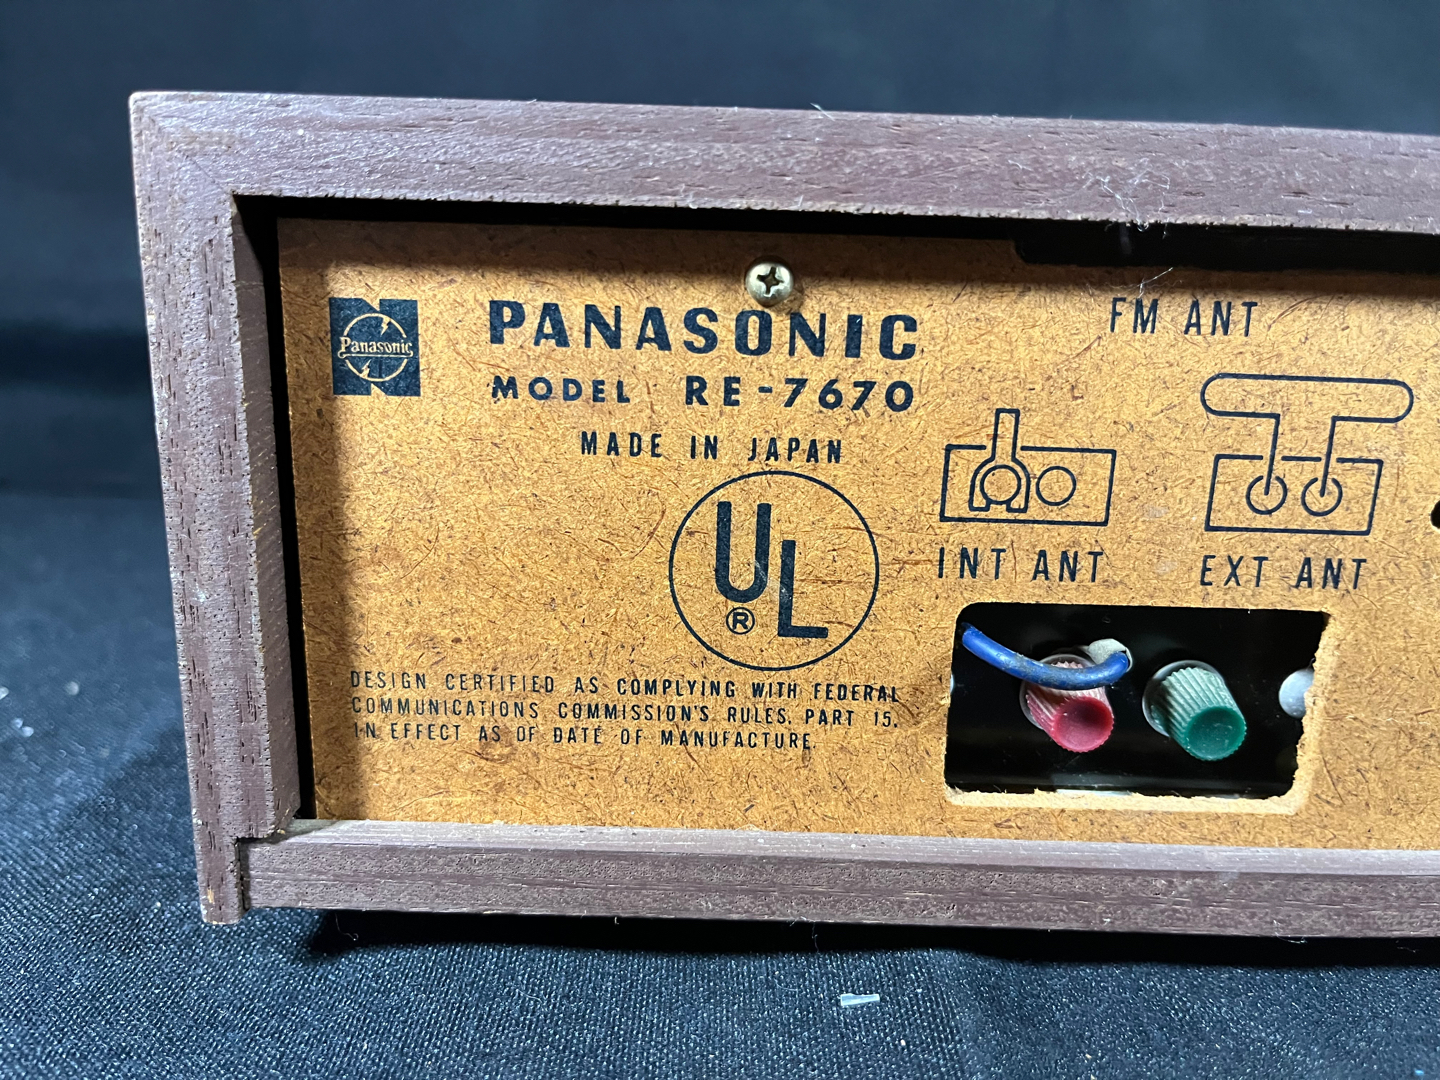 Panasonic
PANASONIC
MODEL RE-7670
MADE IN JAPAN
UL
®
DESIGN CERTIFIED AS COMPLYING WITH FEDERAL
COMMUNICATIONS COMMISSION'S RULES, PART 15,
IN EFFECT AS OF DATE OF MANUFACTURE.
FM ANT
INT ANT
EXT ANT